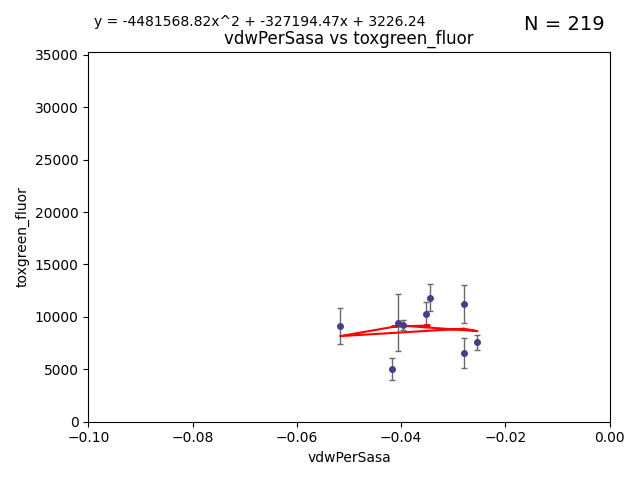 y = -4481568.82x^2 + -327194.47x + 3226.24
N = 219
vdwPerSasa vs toxgreen_fluor
35000
30000
25000
20000
15000
10000
5000
0
toxgreen_fluor
−0.10 −0.08 −0.06 −0.04 −0.02 0.00
vdwPerSasa